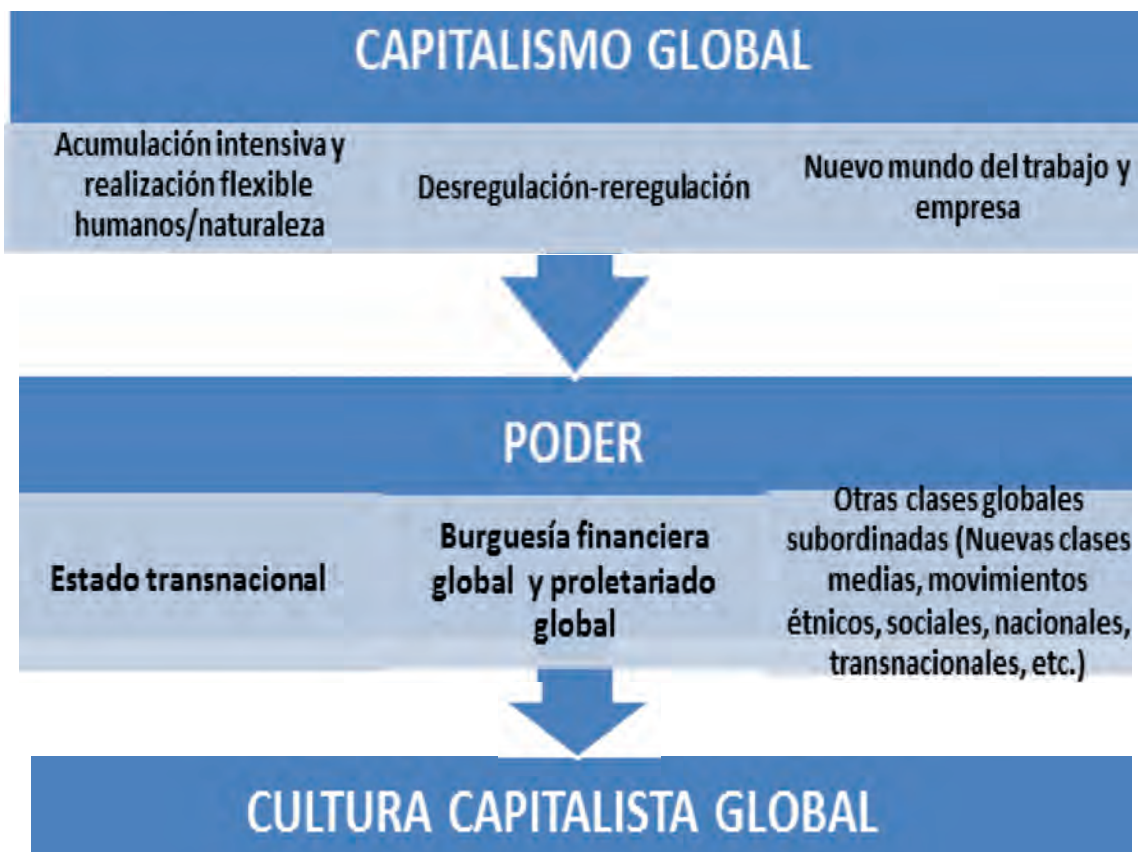 CAPITALISMO GLOBAL
Acumulación intensiva y
realización flexible
humanos/naturaleza
Desregulación-reregulación
Nuevo mundo del trabajo y
empresa
PODER
Estado transnacional
Burguesía financiera
global y proletariado
global
Otras clases globales
subordinadas (Nuevas clases
medias, movimientos
étnicos, sociales, nacionales,
transnacionales, etc.)
CULTURA CAPITALISTA GLOBAL